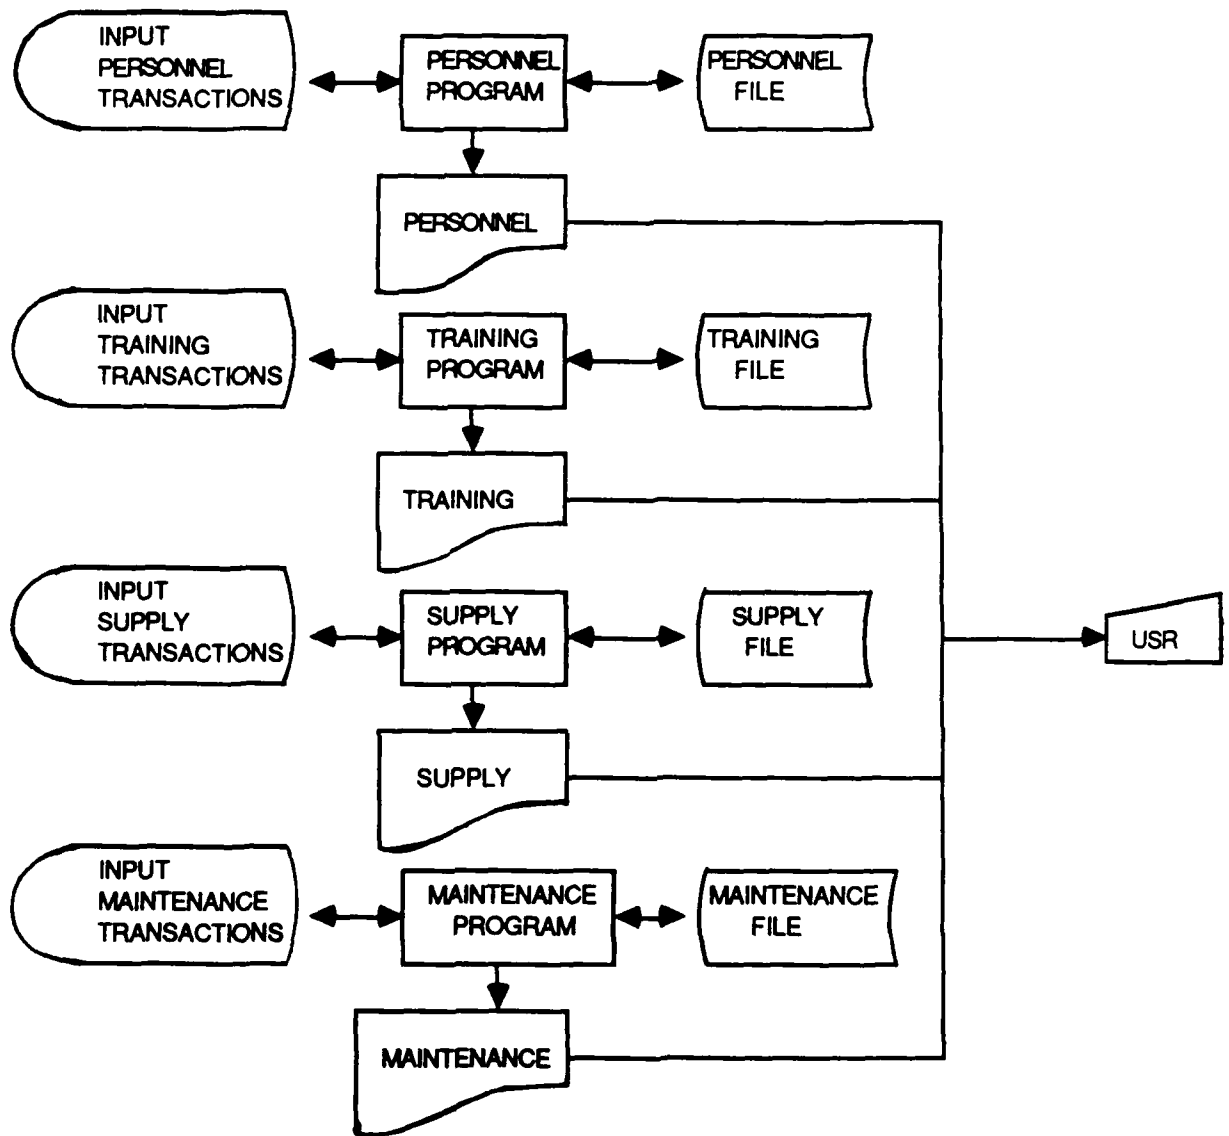 INPUT
PERSONNEL
TRANSACTIONS
PERSONNEL
PROGRAM
PERSONNEL
FILE
PERSONNEL
INPUT
TRAINING
TRANSACTIONS
TRAINING
PROGRAM
TRAINING
FILE
TRAINING
INPUT
SUPPLY
TRANSACTIONS
SUPPLY
PROGRAM
SUPPLY
FILE
USR
SUPPLY
INPUT
MAINTENANCE
TRANSACTIONS
MAINTENANCE
PROGRAM
MAINTENANCE
FILE
MAINTENANCE